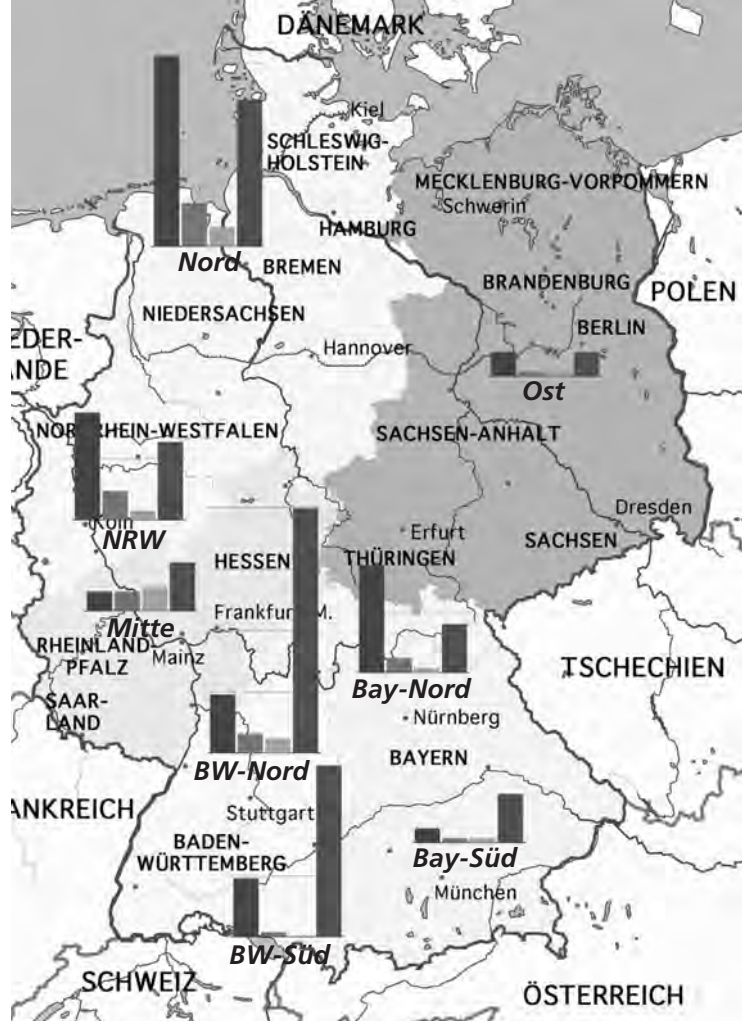 DÄNEMARK
Kiel
SCHLESWIG-
HOLSTEIN
MECKLENBURG-VORPOMMERN
Schwerin
HAMBURG
Nord
BREMEN
BRANDENBURG
POLEN
NIEDERSACHSEN
BERLIN
EDER-
ANDE
Hannover
Ost
NORDRHEIN-WESTFALEN
SACHSEN-ANHALT
Köln
NRW
Dresden
Erfurt
SACHSEN
HESSEN
THÜRINGEN
Mitte
Frankfurt M.
RHEINLAND
PFALZ
Mainz
TSCHECHIEN
Bay-Nord
SAAR-
LAND
Nürnberg
BW-Nord
BAYERN
ANKREICH
Stuttgart
BADEN-
WÜRTTEMBERG
Bay-Süd
München
BW-Süd
SCHWEIZ
ÖSTERREICH